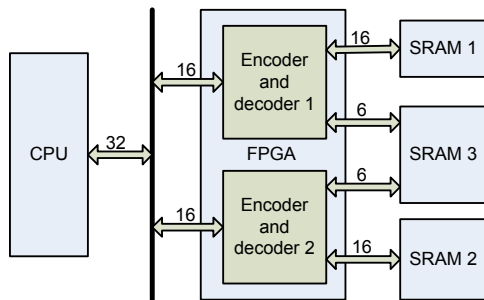 CPU
32
16
16
Encoder
and
decoder 1
FPGA
Encoder
and
decoder 2
16
6
6
16
SRAM 1
SRAM 3
SRAM 2